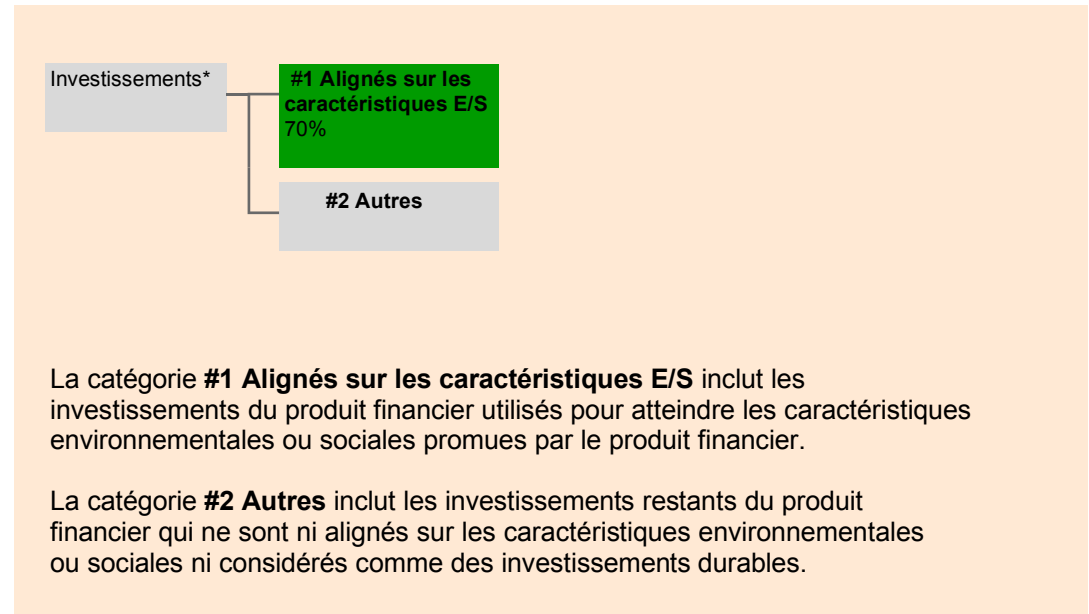 Investissements*
#1 Alignés sur les
caractéristiques E/S
70%
#2 Autres
La catégorie #1 Alignés sur les caractéristiques E/S inclut les
investissements du produit financier utilisés pour atteindre les caractéristiques
environnementales ou sociales promues par le produit financier.
La catégorie #2 Autres inclut les investissements restants du produit
financier qui ne sont ni alignés sur les caractéristiques environnementales
ou sociales ni considérés comme des investissements durables.